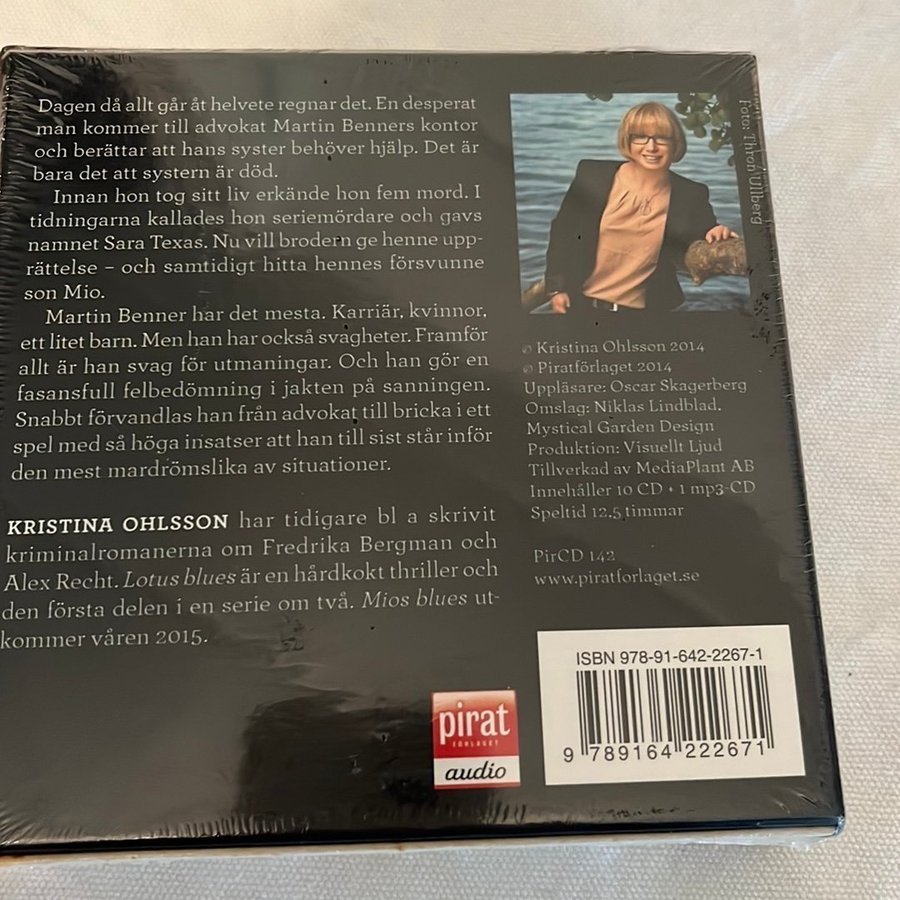 Dagen då allt går åt helvete regnar det. En desperat
man kommer till advokat Martin Benners kontor
och berättar att hans syster behöver hjälp. Det är
bara det att systern är död.
Innan hon tog sitt liv erkände hon fem mord. I
tidningarna kallades hon seriemördare och gavs
namnet Sara Texas. Nu vill brodern ge henne upp-
rättelse – och samtidigt hitta hennes försvunne
son Mio.
Martin Benner har det mesta. Karriär, kvinnor,
ett litet barn. Men han har också svagheter. Framför
allt är han svag för utmaningar. Och han gör en
fasansfull felbedömning i jakten på sanningen.
Snabbt förvandlas han från advokat till bricka i ett
spel med så höga insatser att han till sist står inför
den mest mardrömslika av situationer.
KRISTINA OHLSSON har tidigare bl a skrivit
kriminalromanerna om Fredrika Bergman och
Alex Recht. Lotus blues är en hårdkokt thriller och
den första delen i en serie om två. Mios blues ut-
kommer våren 2015.
Foto: Thron Ullberg
© Kristina Ohlsson 2014
℗ Piratförlaget 2014
Uppläsare: Oscar Skagerberg
Omslag: Niklas Lindblad,
Mystical Garden Design
Produktion: Visuellt Ljud
Tillverkad av MediaPlant AB
Innehåller 10 CD + 1 mp3-CD
Speltid 12,5 timmar
PirCD 142
www.piratforlaget.se
pirat
FÖRLAGET
audio
ISBN 978-91-642-2267-1
9 789164 222671